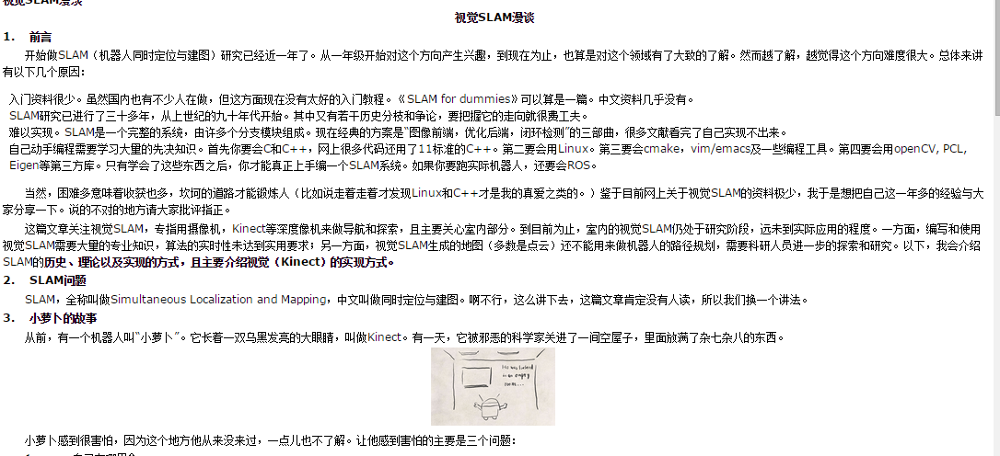 视觉SLAM漫谈
视觉SLAM漫谈
1. 前言
开始做SLAM（机器人同时定位与建图）研究已经近一年了。从一年级开始对这个方向产生兴趣，到现在为止，也算是对这个领域有了大致的了解。然而越了解，越觉得这个方向难度很大。总体来讲
有以下几个原因：
入门资料很少。虽然国内也有不少人在做，但这方面现在没有太好的入门教程。《SLAM for dummies》可以算是一篇。中文资料几乎没有。
SLAM研究已进行了三十多年，从上世纪的九十年代开始。其中又有若干历史分枝和争论，要把握它的走向就很费工夫。
难以实现。SLAM是一个完整的系统，由许多个分支模块组成。现在经典的方案是“图像前端，优化后端，闭环检测”的三部曲，很多文献看完了自己实现不出来。
自己动手编程需要学习大量的先决知识。首先你要会C和C++，网上很多代码还用了11标准的C++。第二要会用Linux。第三要会cmake，vim/emacs及一些编程工具。第四要会用openCV, PCL,
Eigen等第三方库。只有学会了这些东西之后，你才能真正上手编一个SLAM系统。如果你要跑实际机器人，还要会ROS。
当然，困难多意味着收获也多，坎坷的道路才能锻炼人（比如说走着走着才发现Linux和C++才是我的真爱之类的。）鉴于目前网上关于视觉SLAM的资料极少，我于是想把自己这一年多的经验与大
家分享一下。说的不对的地方请大家批评指正。
这篇文章关注视觉SLAM，专指用摄像机，Kinect等深度像机来做导航和探索，且主要关心室内部分。到目前为止，室内的视觉SLAM仍处于研究阶段，远未到实际应用的程度。一方面，编写和使用
视觉SLAM需要大量的专业知识，算法的实时性未达到实用要求；另一方面，视觉SLAM生成的地图（多数是点云）还不能用来做机器人的路径规划，需要科研人员进一步的探索和研究。以下，我会介绍
SLAM的历史、理论以及实现的方式，且主要介绍视觉（Kinect）的实现方式。
2. SLAM问题
SLAM，全称叫做Simultaneous Localization and Mapping，中文叫做同时定位与建图。啊不行，这么讲下去，这篇文章肯定没有人读，所以我们换一个讲法。
3. 小萝卜的故事
从前，有一个机器人叫“小萝卜”。它长着一双乌黑发亮的大眼睛，叫做Kinect。有一天，它被邪恶的科学家关进了一间空屋子，里面放满了杂七杂八的东西。
He was locked
in an empty
room...
小萝卜感到很害怕，因为这个地方他从来没来过，一点儿也不了解。让他感到害怕的主要是三个问题：